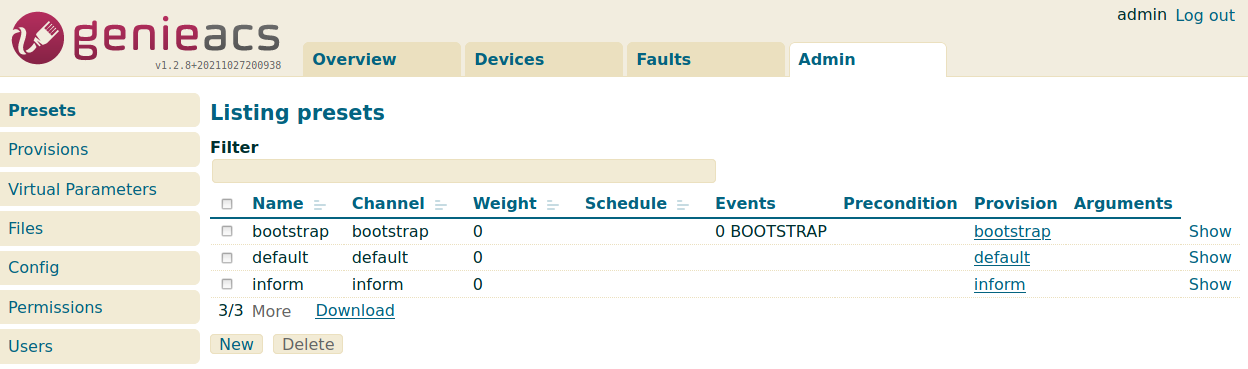 admin Log out
genieacs
v1.2.8+20211027200938
Overview Devices Faults Admin
Presets
Provisions
Virtual Parameters
Files
Config
Permissions
Users
Listing presets
Filter
Name Channel Weight Schedule Events Precondition Provision Arguments
bootstrap bootstrap 0 0 BOOTSTRAP bootstrap Show
default default 0 default Show
inform inform 0 inform Show
3/3 More Download
New Delete